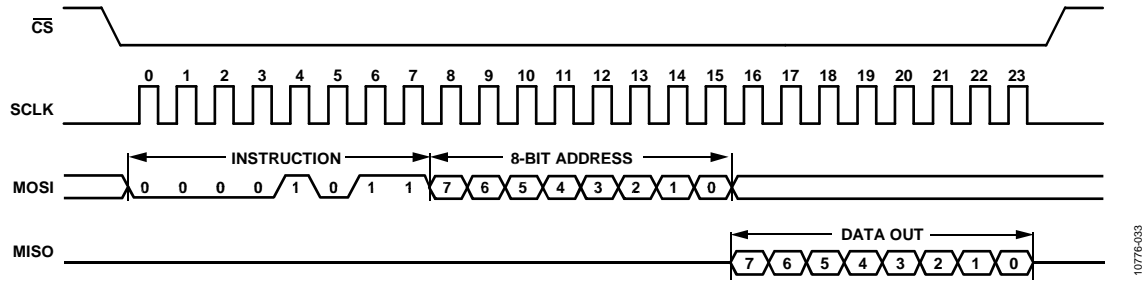 CS
0 1 2 3 4 5 6 7 8 9 10 11 12 13 14 15 16 17 18 19 20 21 22 23
SCLK
INSTRUCTION 8-BIT ADDRESS
MOSI 0 0 0 0 1 0 1 1 7 6 5 4 3 2 1 0
DATA OUT
MISO 7 6 5 4 3 2 1 0
10776-033